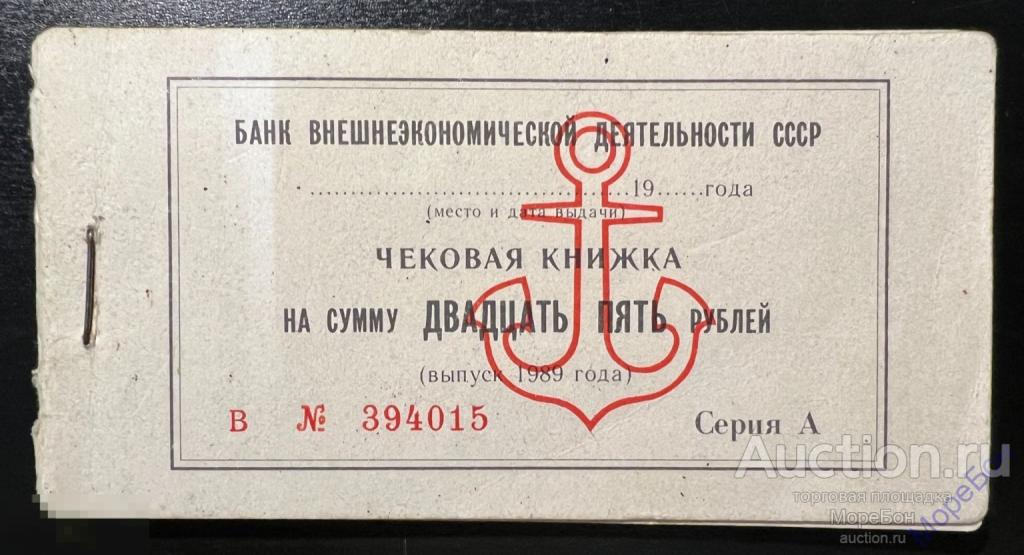 БАНК ВНЕШНЕЭКОНОМИЧЕСКОЙ ДЕЯТЕЛЬНОСТИ СССР
......................................19......года
(место и дата выдачи)
ЧЕКОВАЯ КНИЖКА
НА СУММУ ДВАДЦАТЬ ПЯТЬ РУБЛЕЙ
(выпуск 1989 года)
В № 394015 Серия А
Auction.ru
торговая площадка
МореБон
auction.ru
МореБон